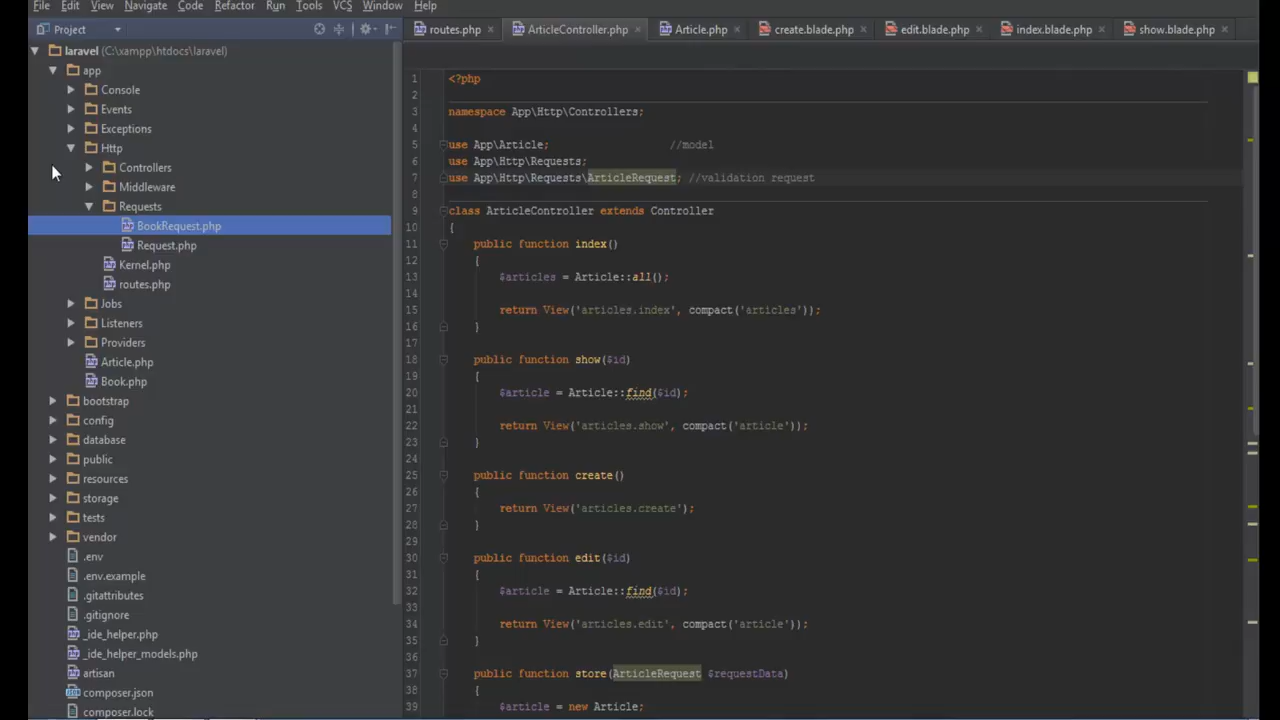 File Edit View Navigate Code Refactor Run Tools VCS Window Help
Project
routes.php ArticleController.php Article.php create.blade.php edit.blade.php index.blade.php show.blade.php
laravel (C:\xampp\htdocs\laravel)
app
Console
Events
Exceptions
Http
Controllers
Middleware
Requests
BookRequest.php
Request.php
Kernel.php
routes.php
Jobs
Listeners
Providers
Article.php
Book.php
bootstrap
config
database
public
resources
storage
tests
vendor
.env
.env.example
.gitattributes
.gitignore
_ide_helper.php
_ide_helper_models.php
artisan
composer.json
composer.lock
1 <?php
2
3 namespace App\Http\Controllers;
4
5 use App\Article; //model
6 use App\Http\Requests;
7 use App\Http\Requests\ArticleRequest; //validation request
8
9 class ArticleController extends Controller
10 {
11 public function index()
12 {
13 $articles = Article::all();
14
15 return View('articles.index', compact('articles'));
16 }
17
18 public function show($id)
19 {
20 $article = Article::find($id);
21
22 return View('articles.show', compact('article'));
23 }
24
25 public function create()
26 {
27 return View('articles.create');
28 }
29
30 public function edit($id)
31 {
32 $article = Article::find($id);
33
34 return View('articles.edit', compact('article'));
35 }
36
37 public function store(ArticleRequest $requestData)
38 {
39 $article = new Article;